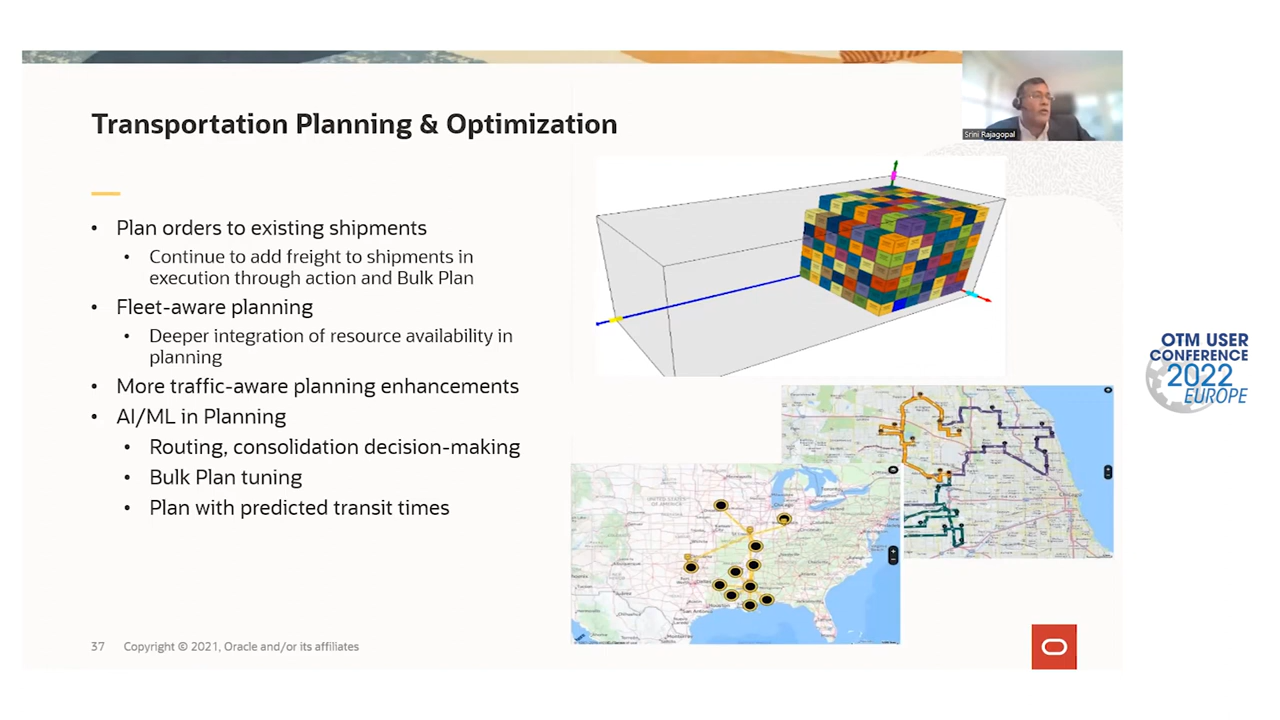 Transportation Planning & Optimization
Srini Rajagopal
• Plan orders to existing shipments
• Continue to add freight to shipments in
execution through action and Bulk Plan
• Fleet-aware planning
• Deeper integration of resource availability in
planning
• More traffic-aware planning enhancements
• AI/ML in Planning
• Routing, consolidation decision-making
• Bulk Plan tuning
• Plan with predicted transit times
OTM USER
CONFERENCE
2022
EUROPE
Chicago
37 Copyright © 2021, Oracle and/or its affiliates